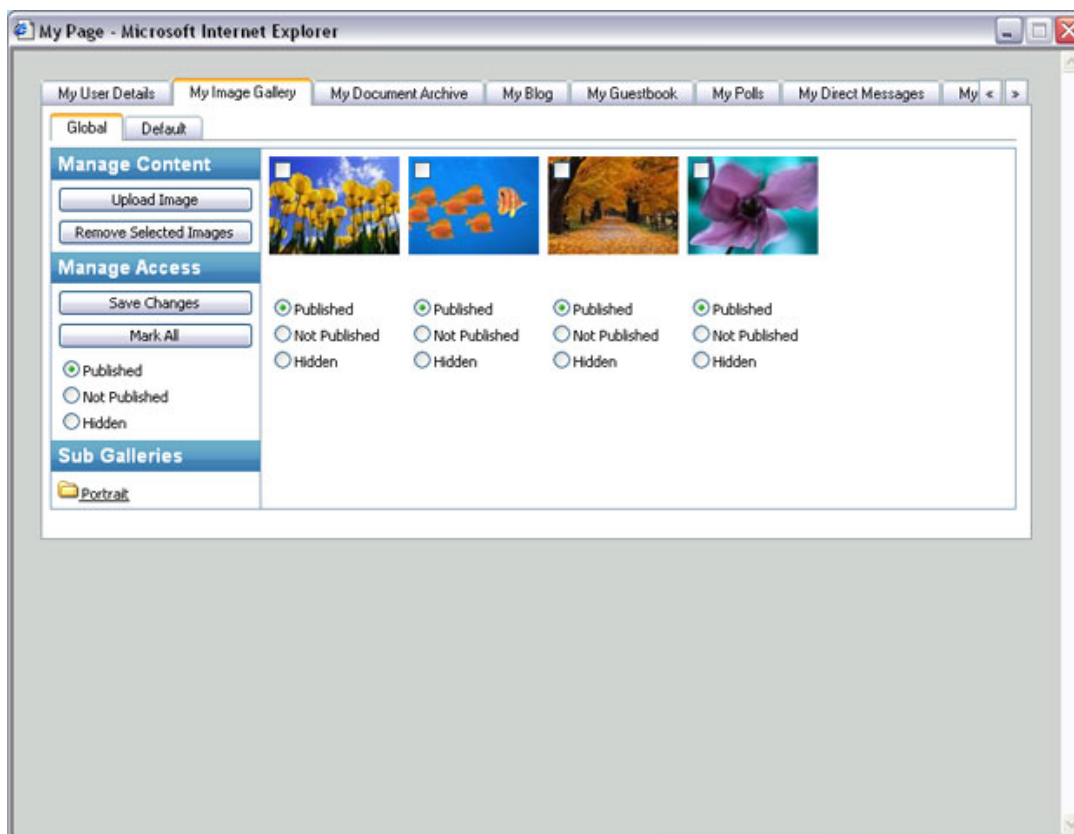 My Page - Microsoft Internet Explorer
My User Details My Image Gallery My Document Archive My Blog My Guestbook My Polls My Direct Messages My « »
Global Default
Manage Content
Upload Image
Remove Selected Images
Manage Access
Save Changes
Mark All
Published
Not Published
Hidden
Sub Galleries
Portrait
Published Published Published Published
Not Published Not Published Not Published Not Published
Hidden Hidden Hidden Hidden